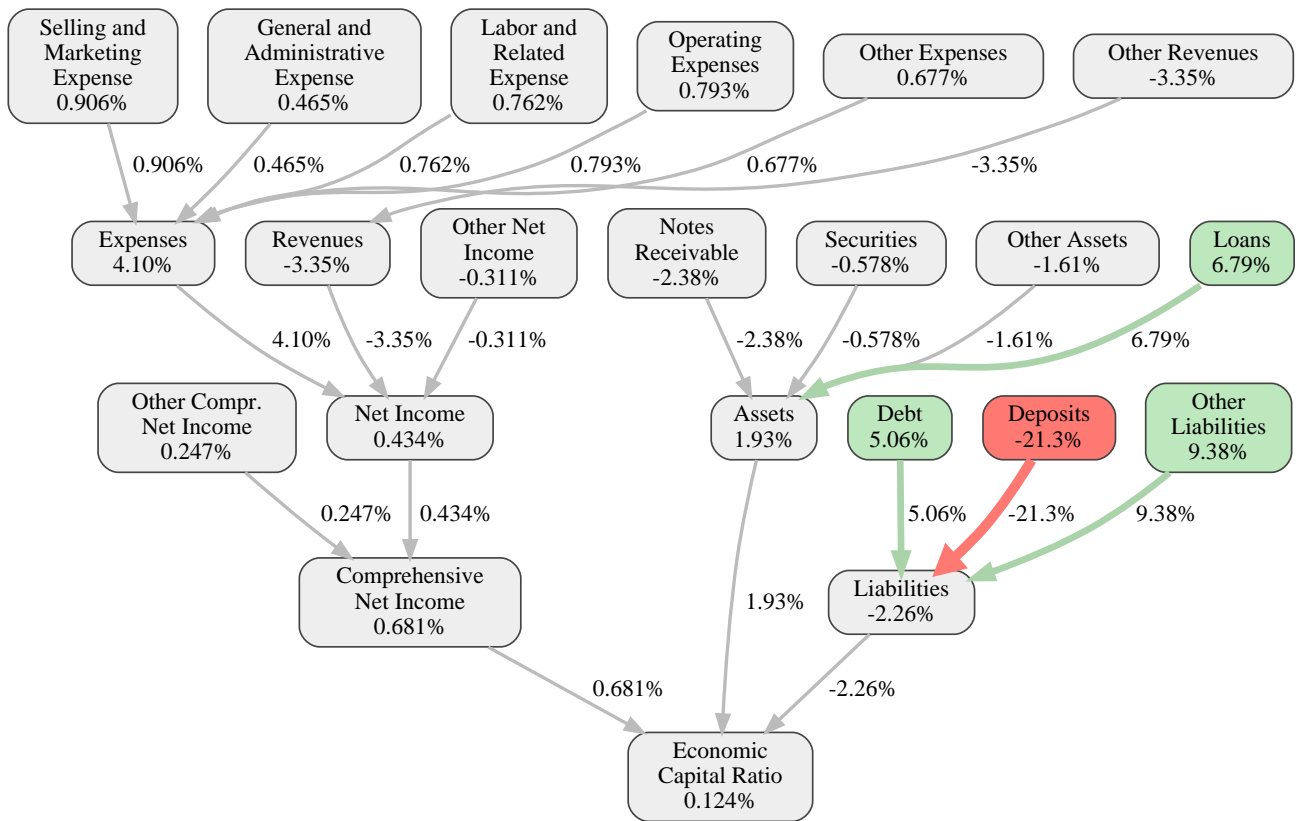 Selling and
Marketing
Expense
0.906%
General and
Administrative
Expense
0.465%
Labor and
Related
Expense
0.762%
Operating
Expenses
0.793%
Other Expenses
0.677%
Other Revenues
-3.35%
0.906%
0.465%
0.762%
0.793%
0.677%
-3.35%
Expenses
4.10%
Revenues
-3.35%
Other Net
Income
-0.311%
Notes
Receivable
-2.38%
Securities
-0.578%
Other Assets
-1.61%
Loans
6.79%
4.10%
-3.35%
-0.311%
-2.38%
-0.578%
-1.61%
6.79%
Other Compr.
Net Income
0.247%
Net Income
0.434%
Assets
1.93%
Debt
5.06%
Deposits
-21.3%
Other
Liabilities
9.38%
0.247%
0.434%
5.06%
-21.3%
9.38%
Comprehensive
Net Income
0.681%
1.93%
Liabilities
-2.26%
0.681%
-2.26%
Economic
Capital Ratio
0.124%